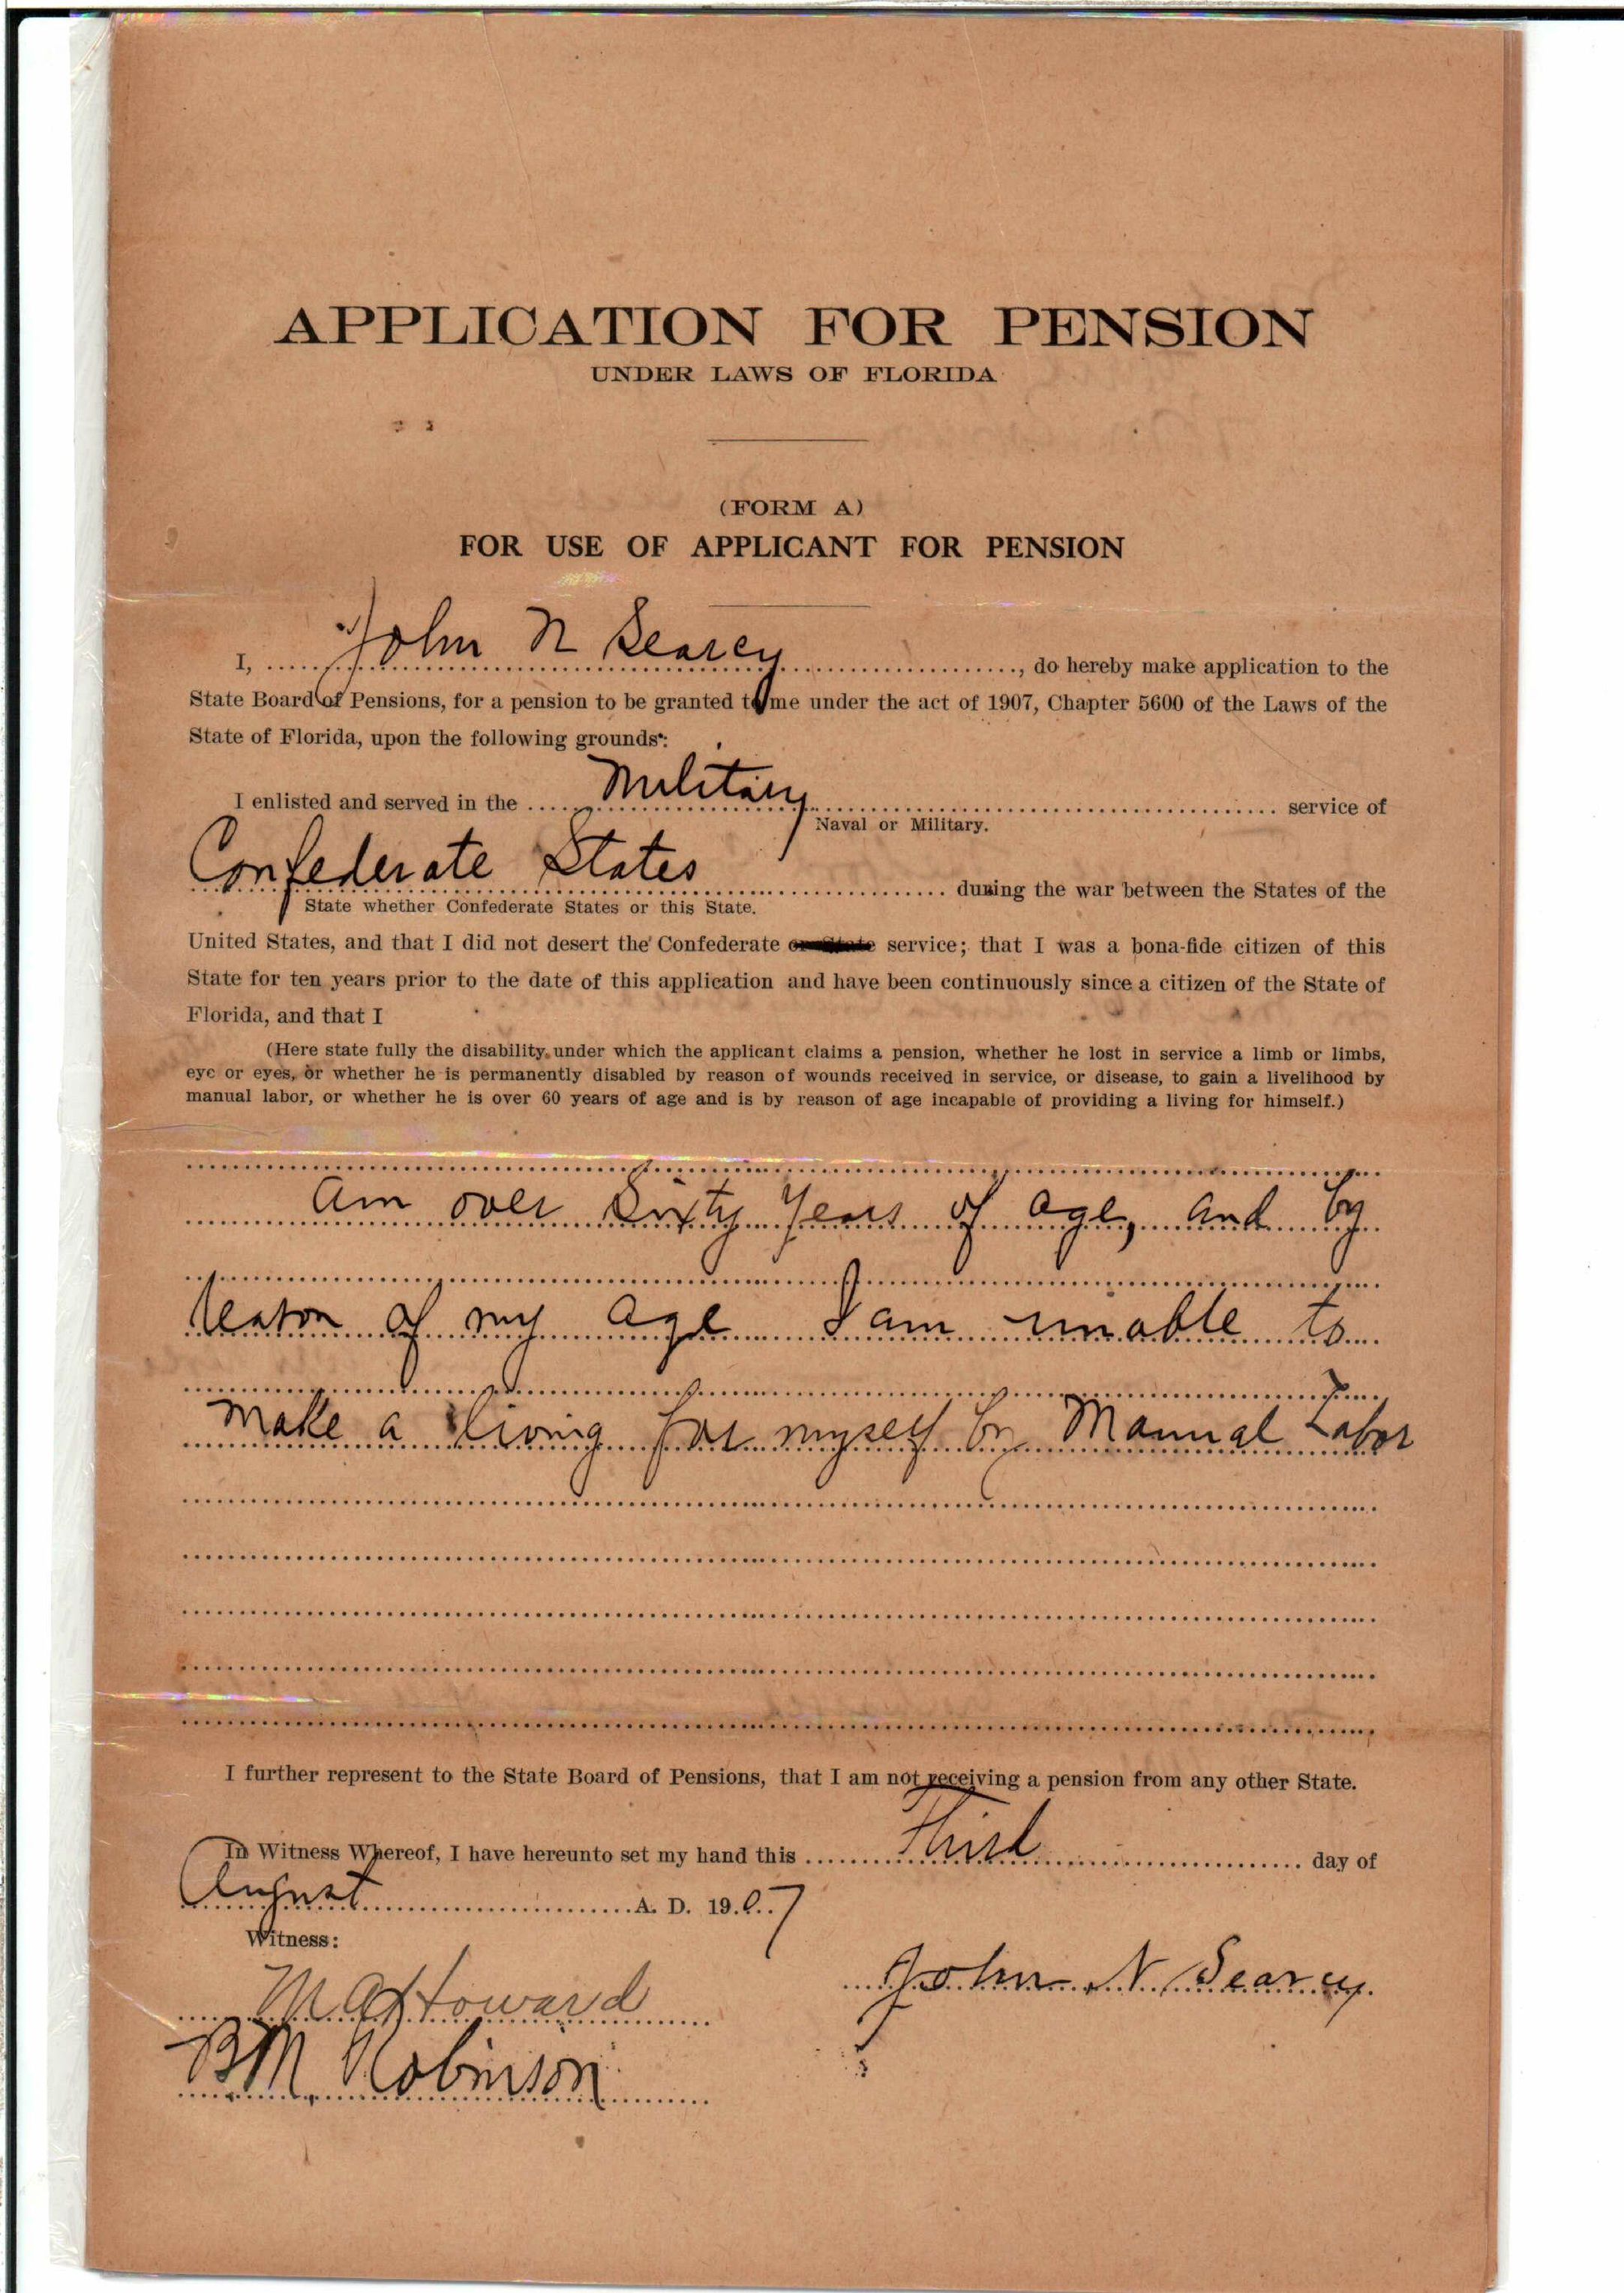 APPLICATION FOR PENSION
UNDER LAWS OF FLORIDA
(FORM A)
FOR USE OF APPLICANT FOR PENSION
I, John N Searcy, do hereby make application to the
State Board of Pensions, for a pension to be granted to me under the act of 1907, Chapter 5600 of the Laws of the
State of Florida, upon the following grounds:
I enlisted and served in the Military service of
Naval or Military.
Confederate States during the war between the States of the
State whether Confederate States or this State.
United States, and that I did not desert the Confederate or State service; that I was a bona-fide citizen of this
State for ten years prior to the date of this application and have been continuously since a citizen of the State of
Florida, and that I
(Here state fully the disability under which the applicant claims a pension, whether he lost in service a limb or limbs,
eye or eyes, or whether he is permanently disabled by reason of wounds received in service, or disease, to gain a livelihood by
manual labor, or whether he is over 60 years of age and is by reason of age incapable of providing a living for himself.)
am over Sixty Years of age, and by
reason of my age I am unable to
make a living for myself by Manual Labor
I further represent to the State Board of Pensions, that I am not receiving a pension from any other State.
In Witness Whereof, I have hereunto set my hand this Third day of
August A. D. 1907
Witness:
John N. Searcy
M A Howard
B M Robinson